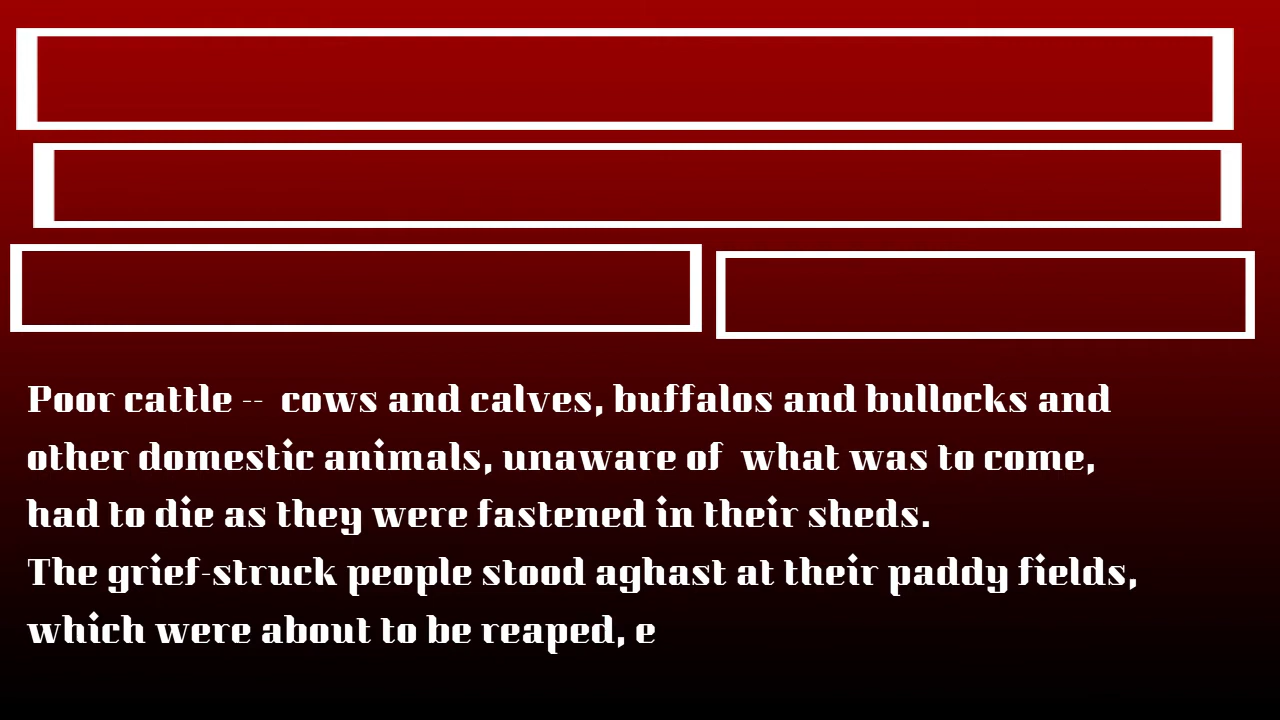 Poor cattle -- cows and calves, buffalos and bullocks and
other domestic animals, unaware of what was to come,
had to die as they were fastened in their sheds.
The grief-struck people stood aghast at their paddy fields,
which were about to be reaped, e